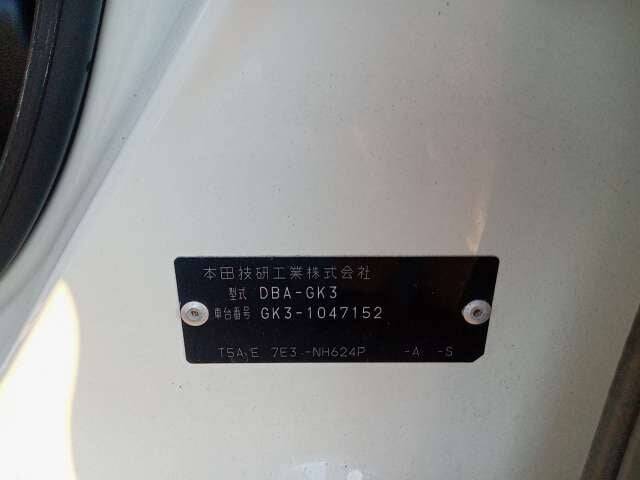 本田技研工業株式会社
型式 DBA-GK3
車台番号 GK3-1047152
T5A E 7E3 -NH624P -A -S